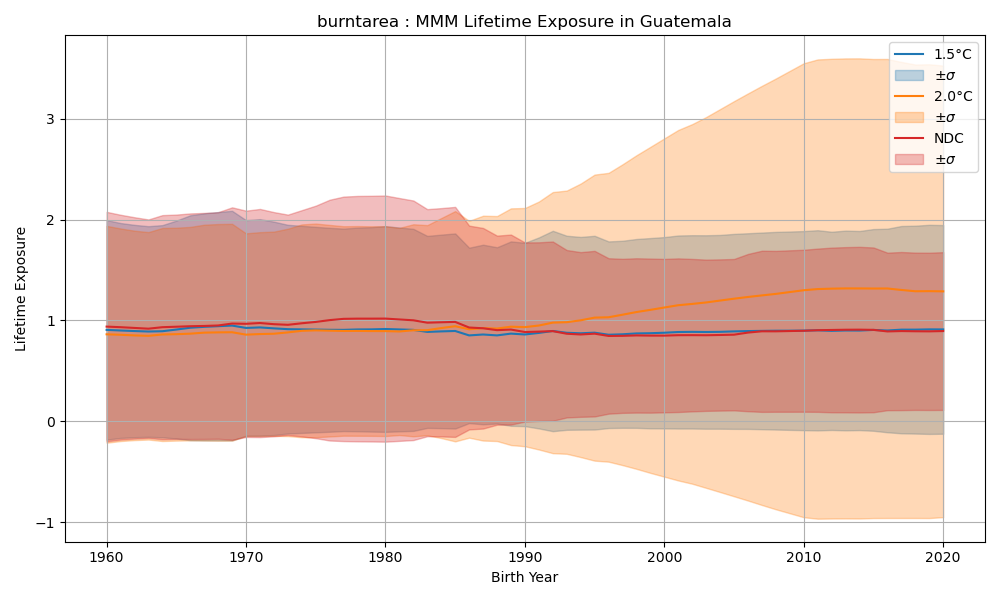 burntarea : MMM Lifetime Exposure in Guatemala
Lifetime Exposure
3
2
1
0
−1
1960 1970 1980 1990 2000 2010 2020
Birth Year
1.5°C
±σ
2.0°C
±σ
NDC
±σ